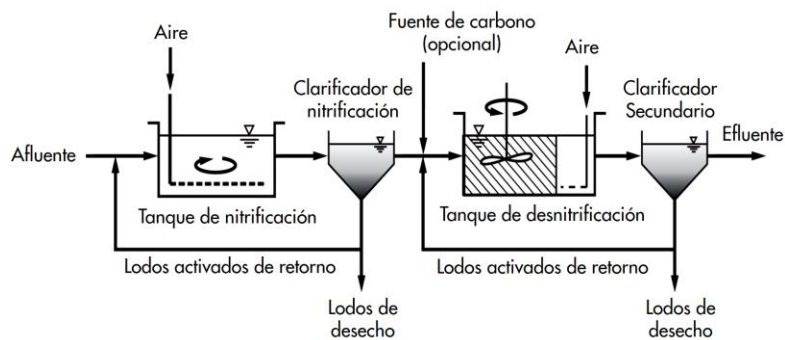 Fuente de carbono
(opcional)
Aire
Aire
Clarificador de
nitrificación
Clarificador
Secundario
Afluente
Efluente
Tanque de nitrificación
Tanque de desnitrificación
Lodos activados de retorno
Lodos activados de retorno
Lodos de
desecho
Lodos de
desecho